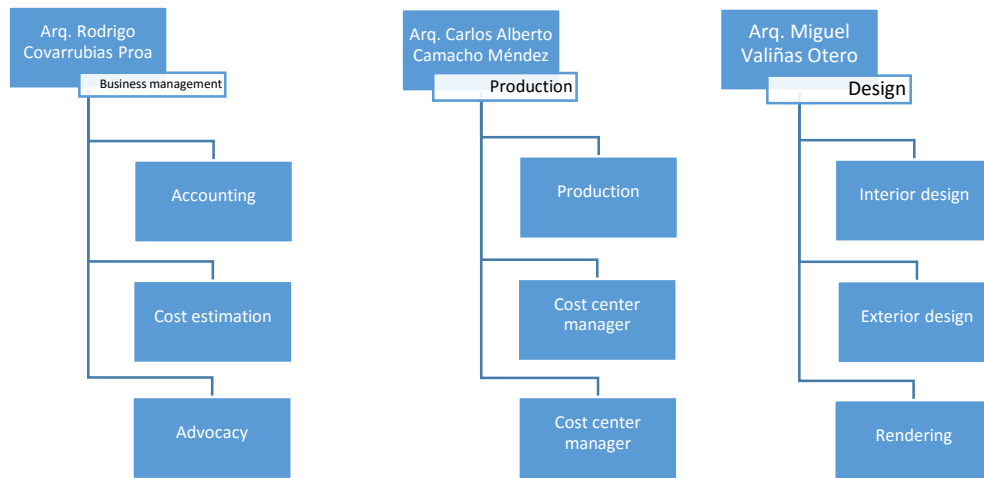 Arq. Rodrigo
Covarrubias Proa
Business management
Accounting
Cost estimation
Advocacy
Arq. Carlos Alberto
Camacho Méndez
Production
Production
Cost center
manager
Cost center
manager
Arq. Miguel
Valiñas Otero
Design
Interior design
Exterior design
Rendering